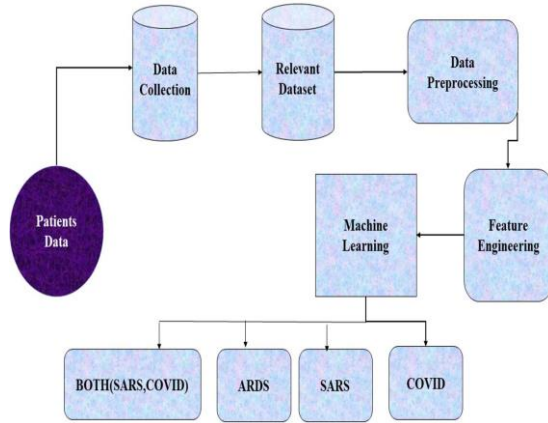 Data
Collection
Relevant
Dataset
Data
Preprocessing
Patients
Data
Machine
Learning
Feature
Engineering
BOTH(SARS,COVID)
ARDS
SARS
COVID